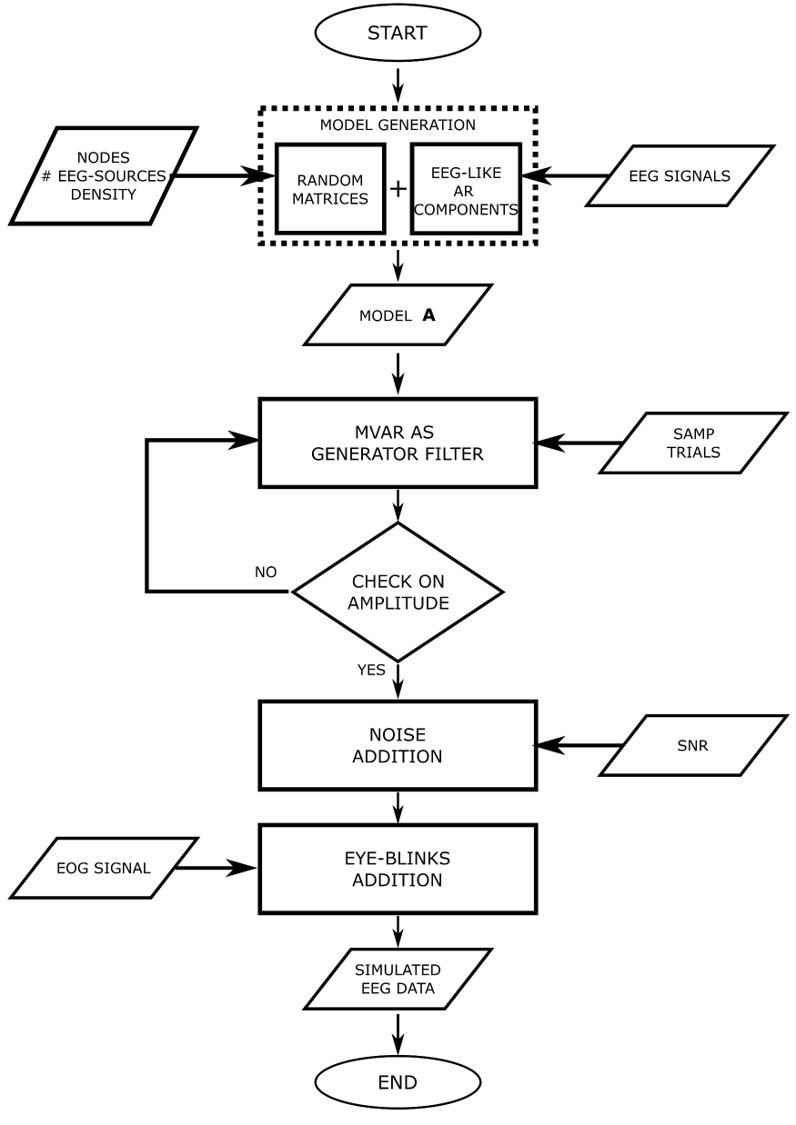 START
MODEL GENERATION
NODES
# EEG-SOURCES
DENSITY
RANDOM
MATRICES
+
EEG-LIKE
AR
COMPONENTS
EEG SIGNALS
MODEL A
MVAR AS
GENERATOR FILTER
SAMP
TRIALS
NO
CHECK ON
AMPLITUDE
YES
NOISE
ADDITION
SNR
EOG SIGNAL
EYE-BLINKS
ADDITION
SIMULATED
EEG DATA
END